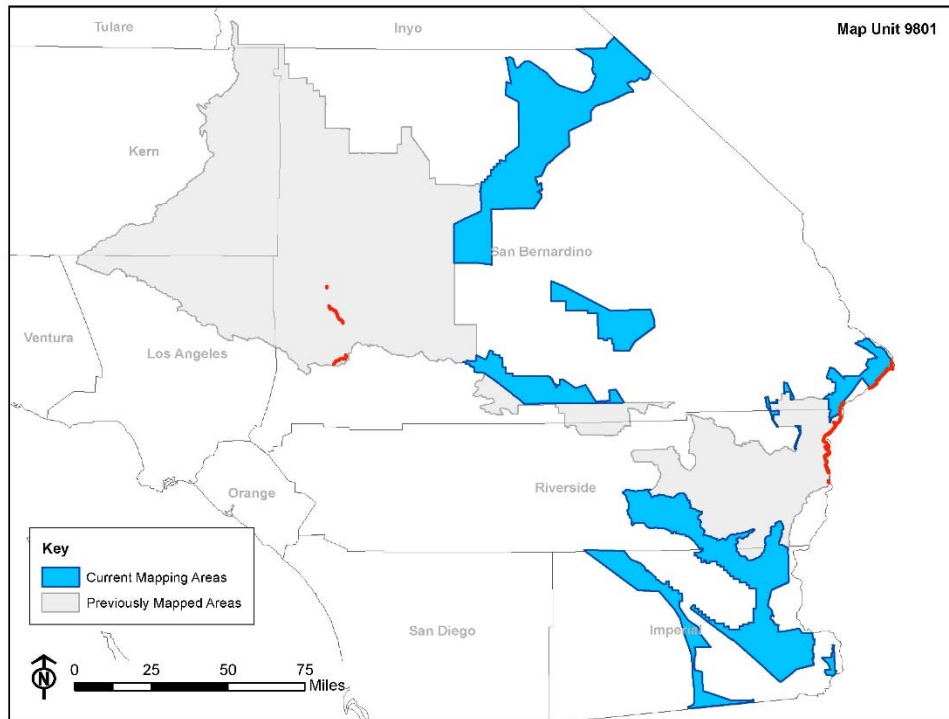 Tulare
Inyo
Map Unit 9801
Kern
San Bernardino
Ventura
Los Angeles
Orange
Riverside
San Diego
Imperial
Key
Current Mapping Areas
Previously Mapped Areas
N
0 25 50 75
Miles